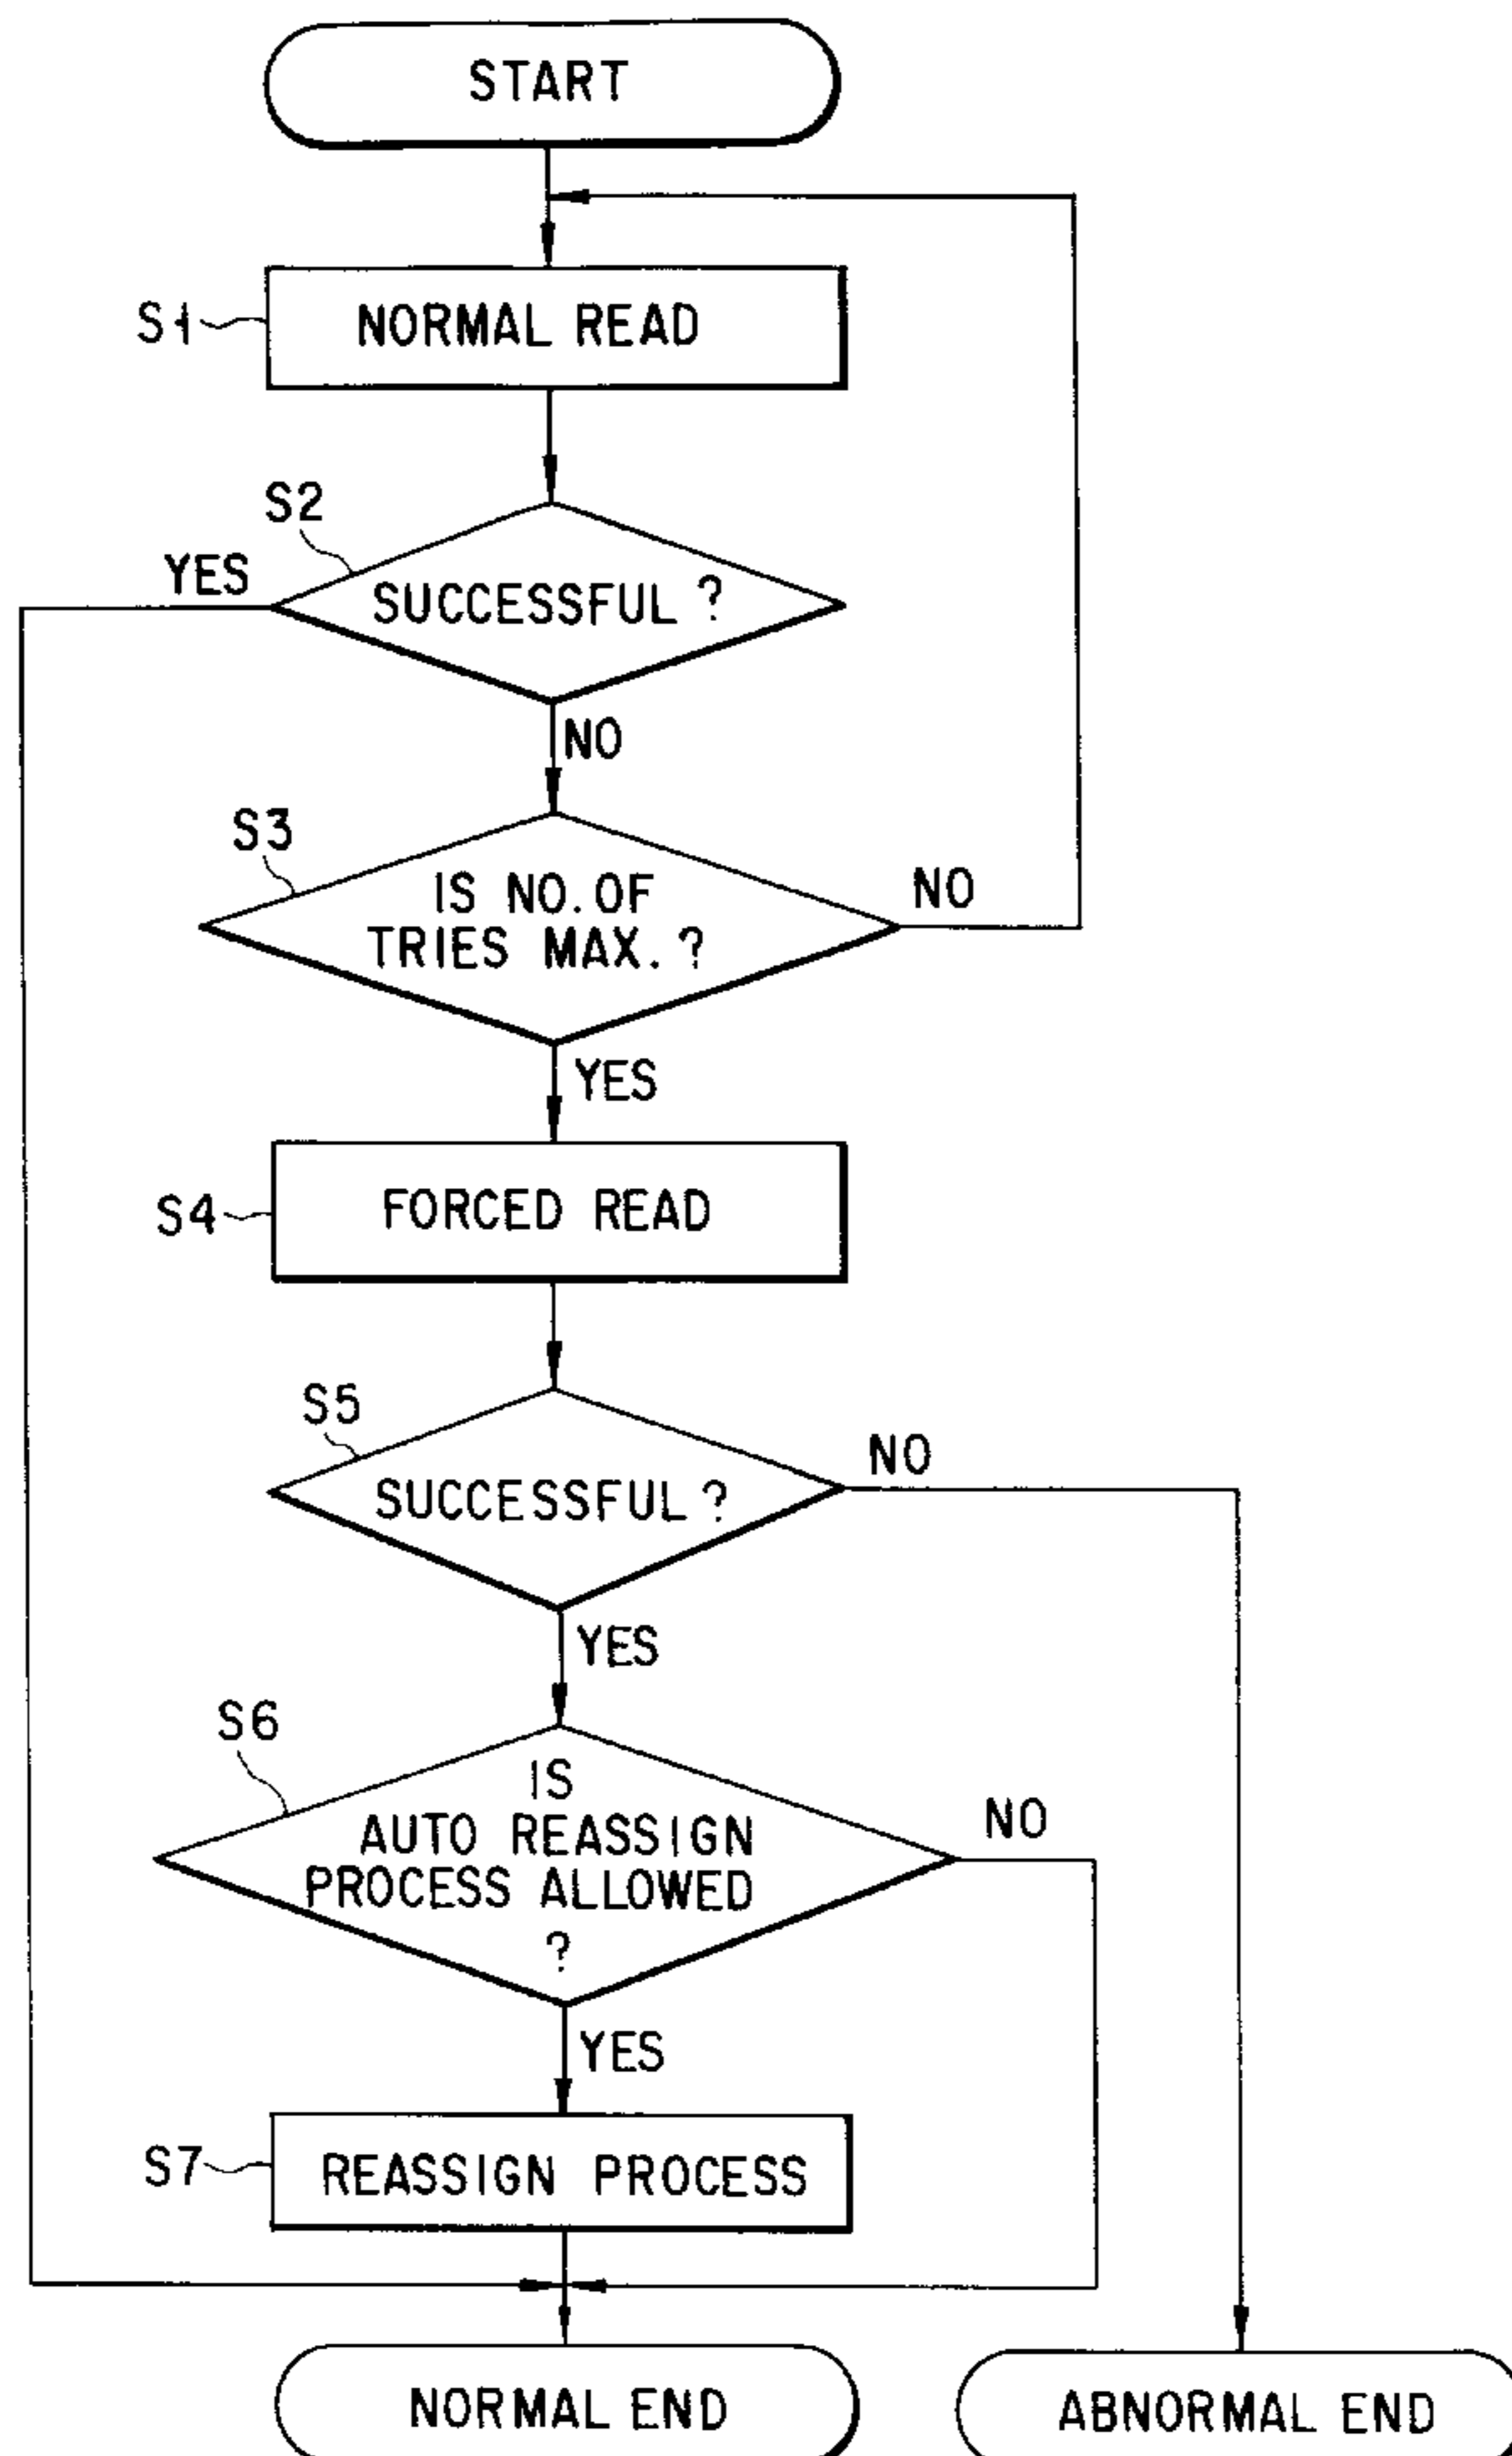 START
S1
NORMAL READ
S2
YES
SUCCESSFUL ?
NO
S3
IS NO. OF
TRIES MAX. ?
NO
YES
S4
FORCED READ
S5
SUCCESSFUL ?
NO
YES
S6
IS
AUTO REASSIGN
PROCESS ALLOWED
?
NO
YES
S7
REASSIGN PROCESS
NORMAL END
ABNORMAL END